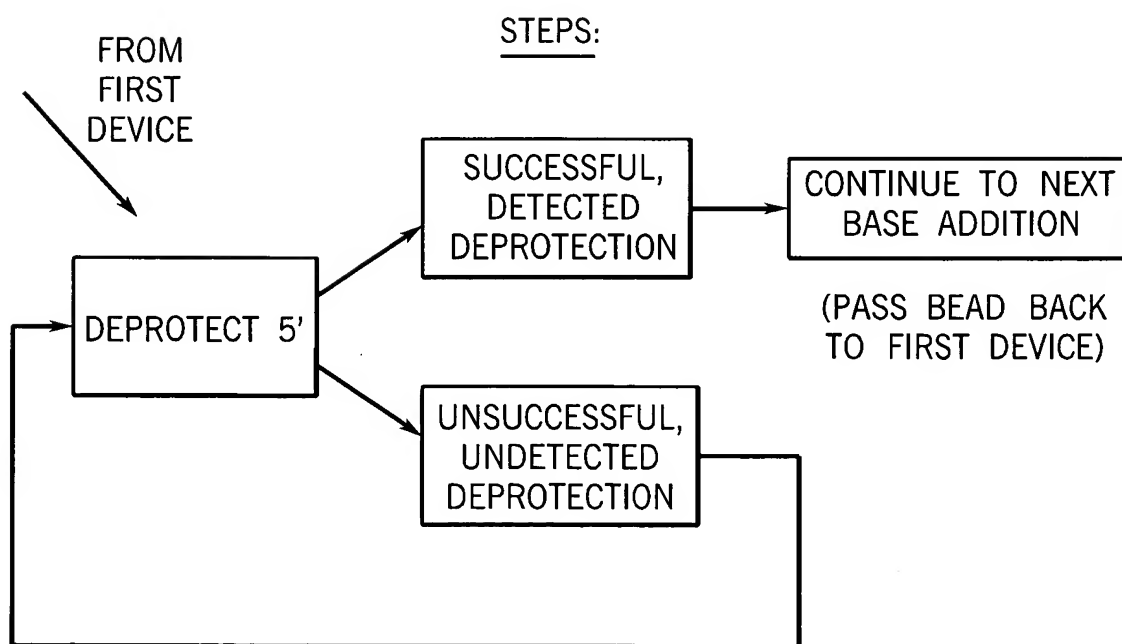 STEPS:
FROM
FIRST
DEVICE
DEPROTECT 5'
SUCCESSFUL,
DETECTED
DEPROTECTION
CONTINUE TO NEXT
BASE ADDITION
(PASS BEAD BACK
TO FIRST DEVICE)
UNSUCCESSFUL,
UNDETECTED
DEPROTECTION